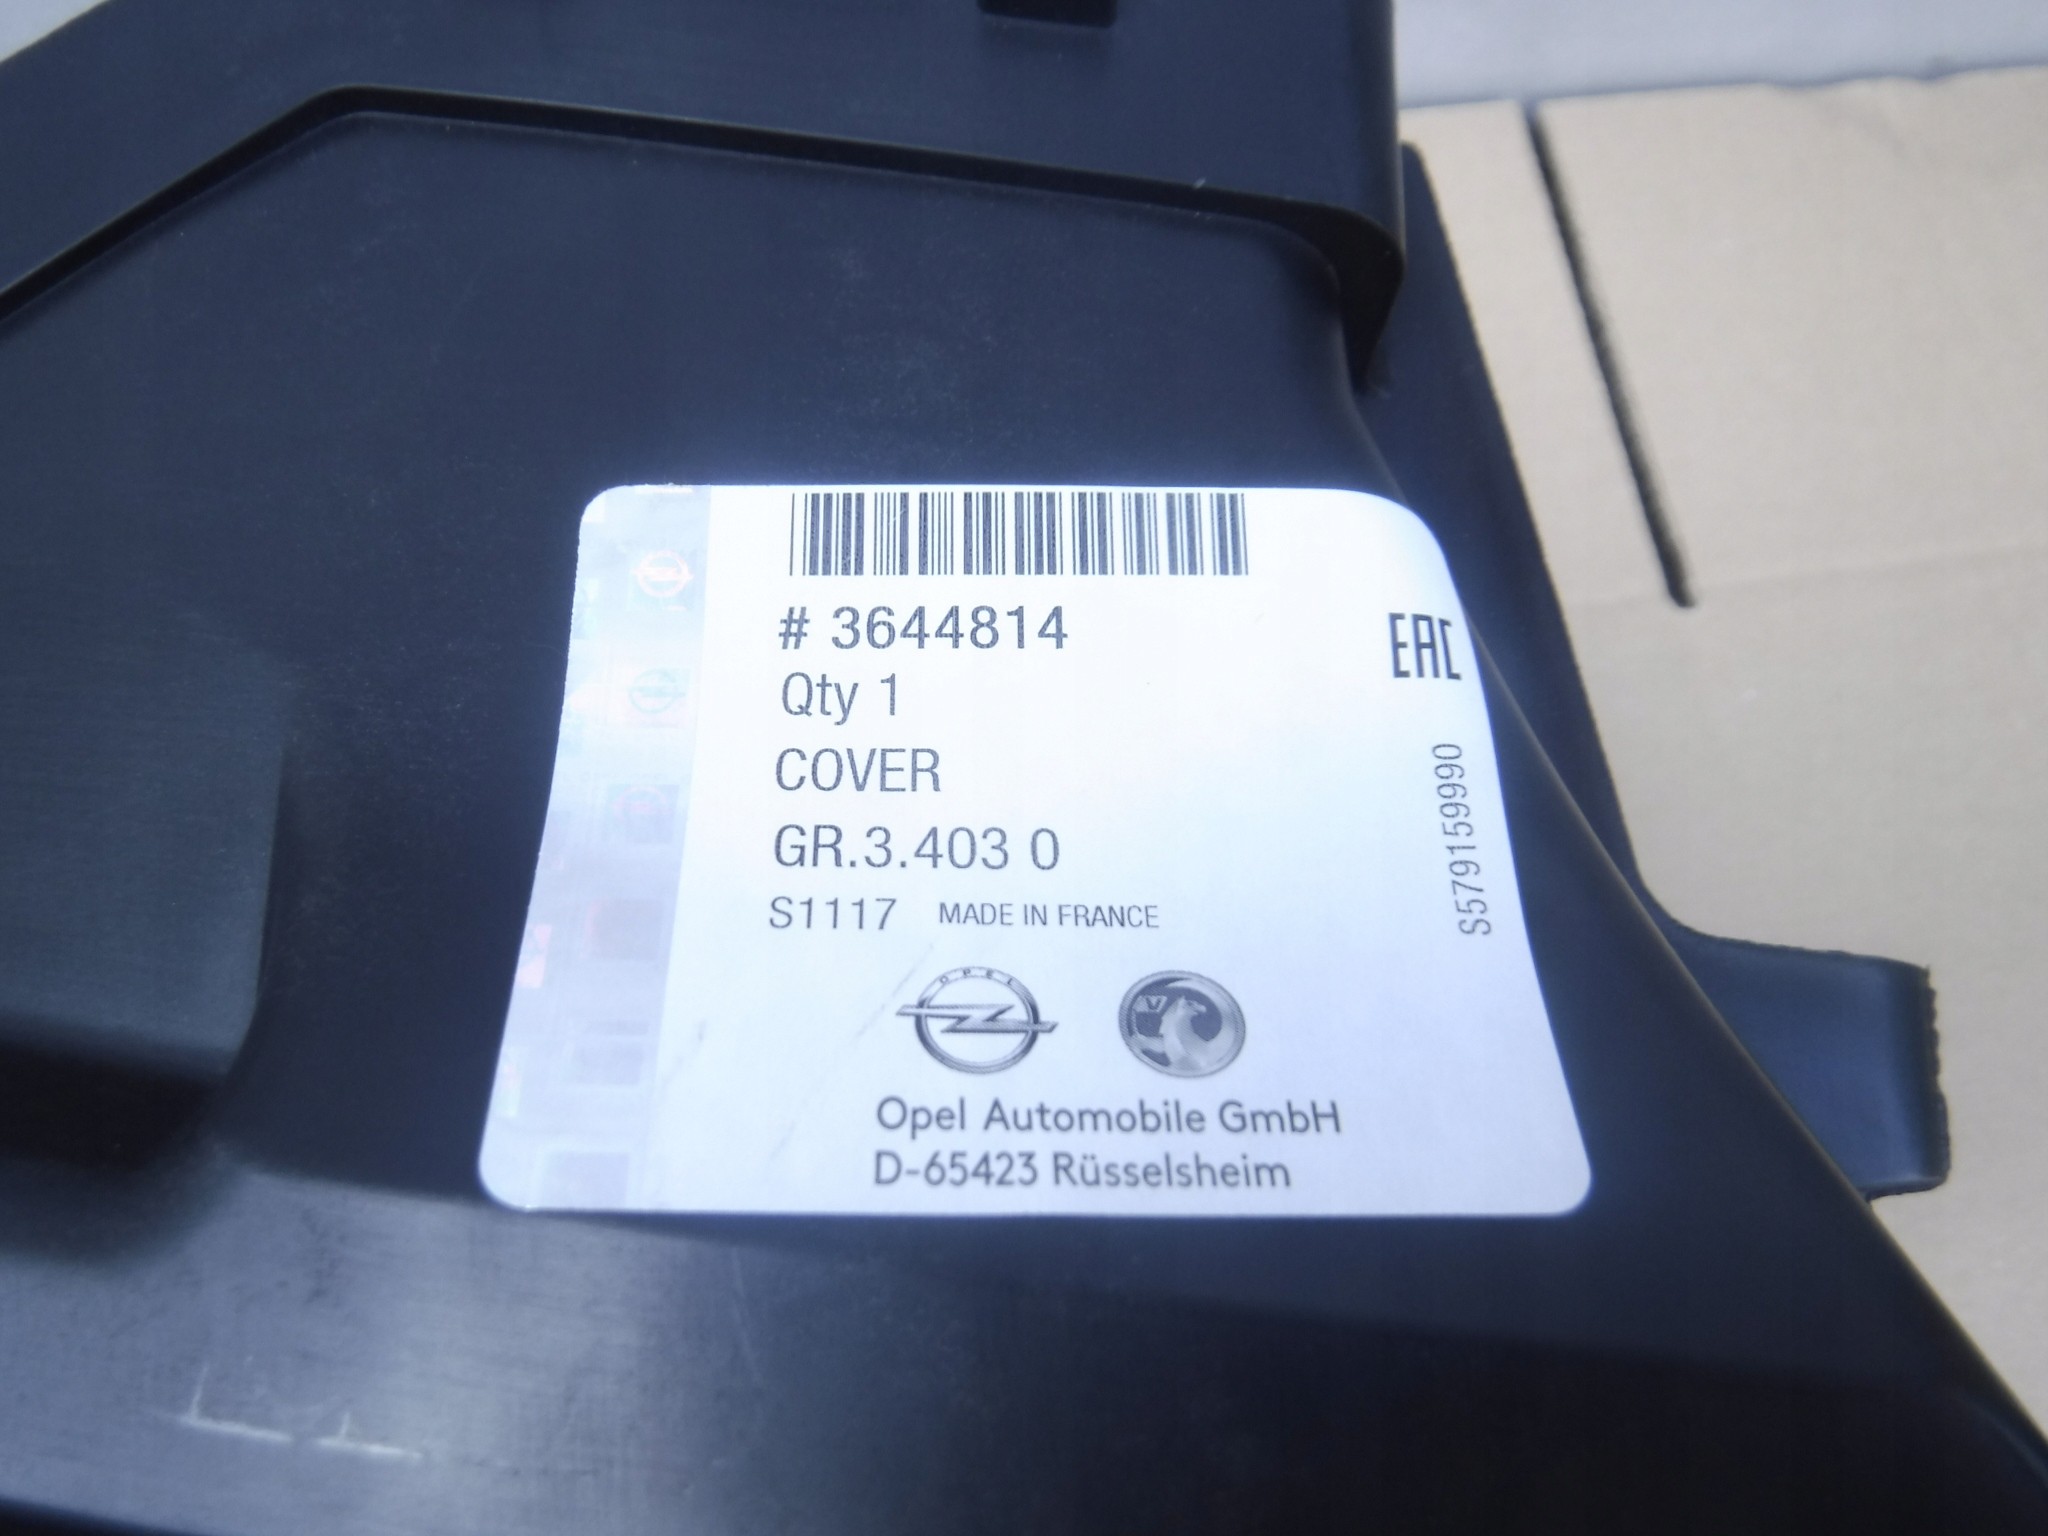 # 3644814
Qty 1
COVER
GR.3.403 0
S1117 MADE IN FRANCE
EAC
S579159990
OPEL
Opel Automobile GmbH
D-65423 Rüsselsheim